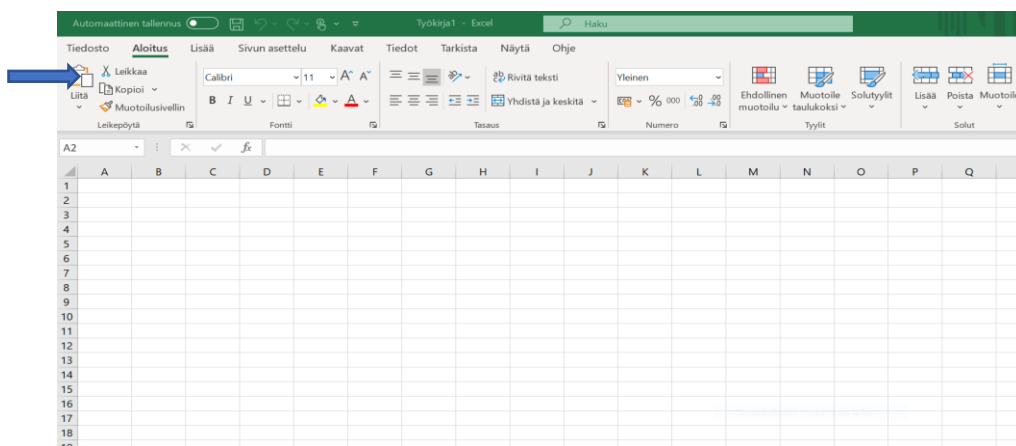 Automaattinen tallennus Työkirja1 - Excel Haku
Tiedosto Aloitus Lisää Sivun asettelu Kaavat Tiedot Tarkista Näytä Ohje
Leikkaa
Kopioi
Muotoilusivellin
Liitä
Leikepöytä
Calibri 11 A^ Aˇ
B I U A
Fontti
ab Rivitä teksti
Yhdistä ja keskitä
Tasaus
Yleinen
% 000
Numero
Ehdollinen muotoilu
Muotoile taulukoksi
Solutyylit
Tyylit
Lisää Poista Muotoile
Solut
A2 fx
A B C D E F G H I J K L M N O P Q
1
2
3
4
5
6
7
8
9
10
11
12
13
14
15
16
17
18